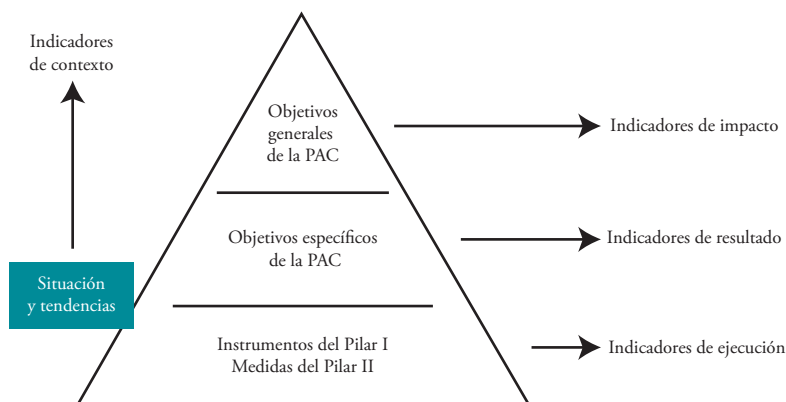 Indicadores
de contexto
Objetivos
generales
de la PAC
Indicadores de impacto
Objetivos específicos
de la PAC
Indicadores de resultado
Situación
y tendencias
Instrumentos del Pilar I
Medidas del Pilar II
Indicadores de ejecución